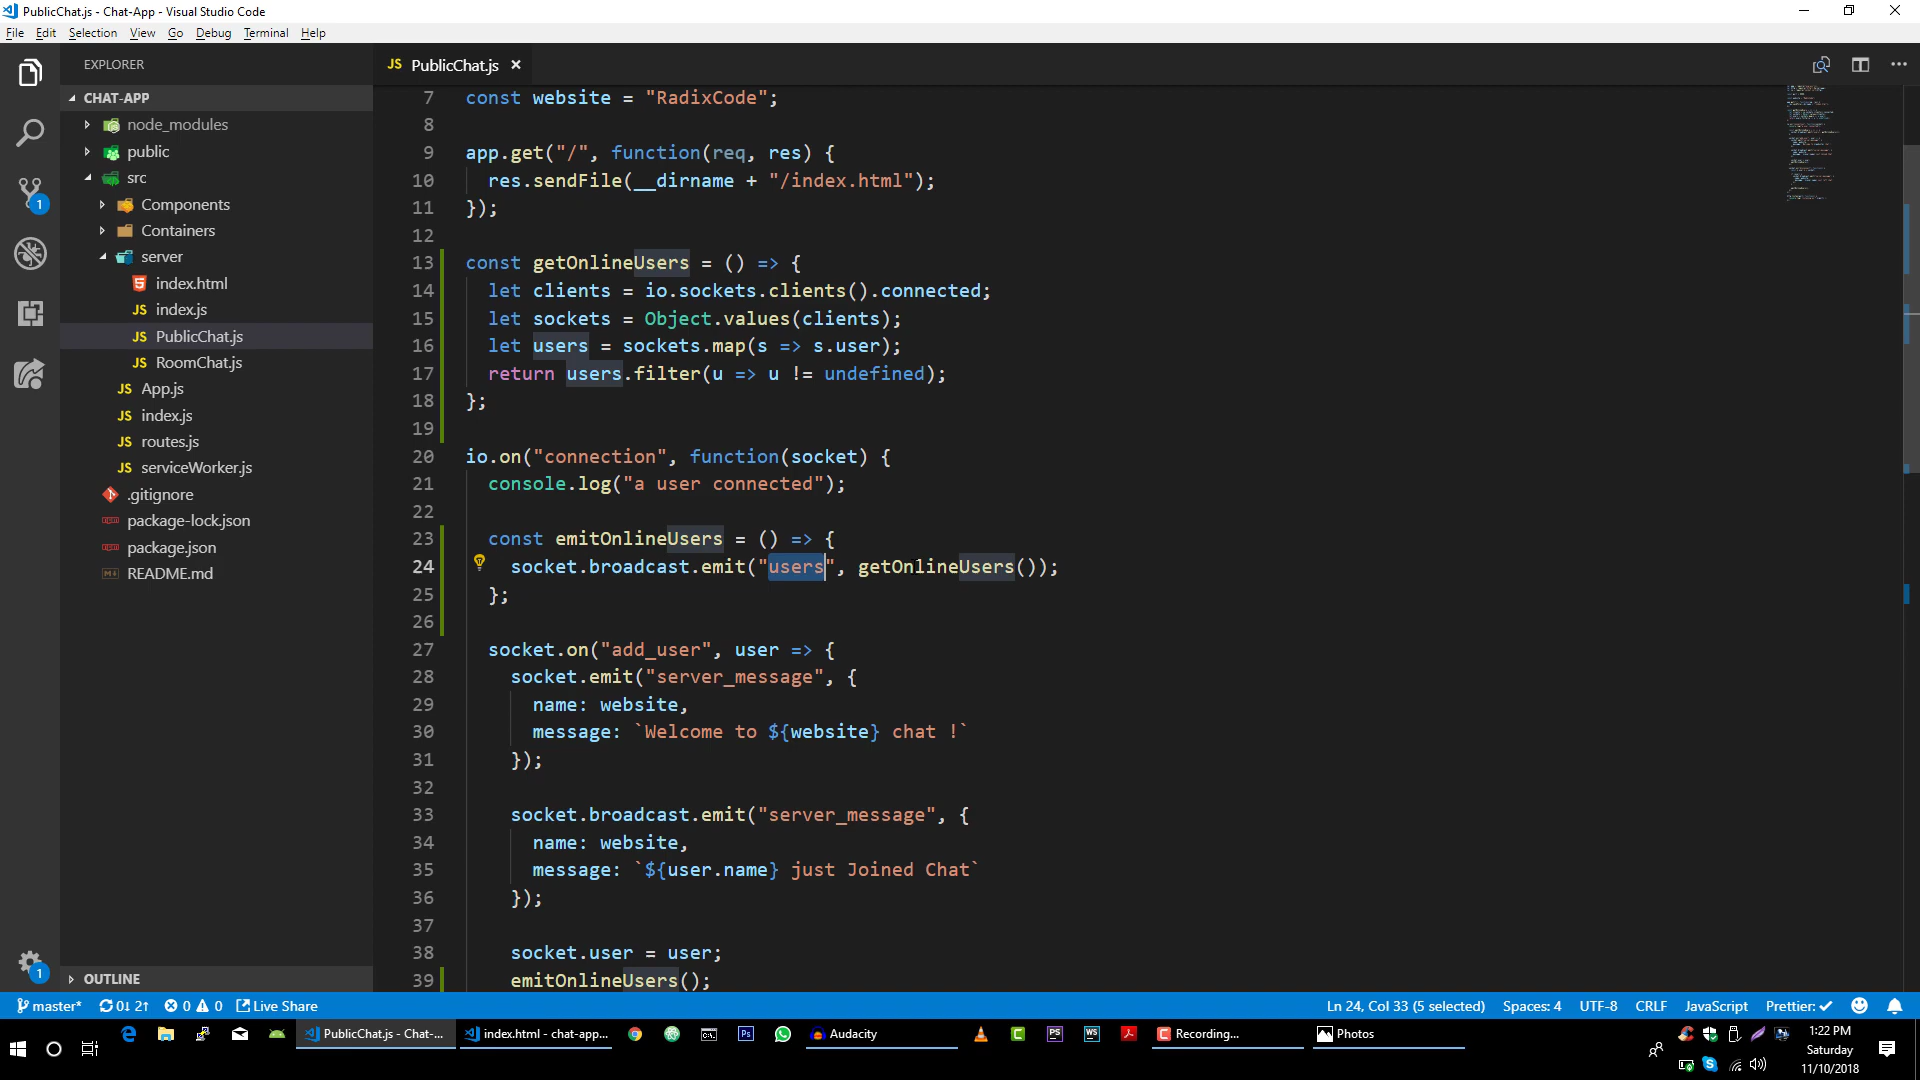 PublicChat.js - Chat-App - Visual Studio Code
File Edit Selection View Go Debug Terminal Help
EXPLORER
CHAT-APP
node_modules
public
src
Components
Containers
server
index.html
index.js
PublicChat.js
RoomChat.js
App.js
index.js
routes.js
serviceWorker.js
.gitignore
package-lock.json
package.json
README.md
OUTLINE
1
1
JS PublicChat.js
7 const website = "RadixCode";
8
9 app.get("/", function(req, res) {
10 res.sendFile(__dirname + "/index.html");
11 });
12
13 const getOnlineUsers = () => {
14 let clients = io.sockets.clients().connected;
15 let sockets = Object.values(clients);
16 let users = sockets.map(s => s.user);
17 return users.filter(u => u != undefined);
18 };
19
20 io.on("connection", function(socket) {
21 console.log("a user connected");
22
23 const emitOnlineUsers = () => {
24 socket.broadcast.emit("users", getOnlineUsers());
25 };
26
27 socket.on("add_user", user => {
28 socket.emit("server_message", {
29 name: website,
30 message: `Welcome to ${website} chat !`
31 });
32
33 socket.broadcast.emit("server_message", {
34 name: website,
35 message: `${user.name} just Joined Chat`
36 });
37
38 socket.user = user;
39 emitOnlineUsers();
master* 0↓ 2↑ 0 0 Live Share Ln 24, Col 33 (5 selected) Spaces: 4 UTF-8 CRLF JavaScript Prettier: ✓
PublicChat.js - Chat-... index.html - chat-app... Audacity Recording... Photos
1:22 PM
Saturday
11/10/2018